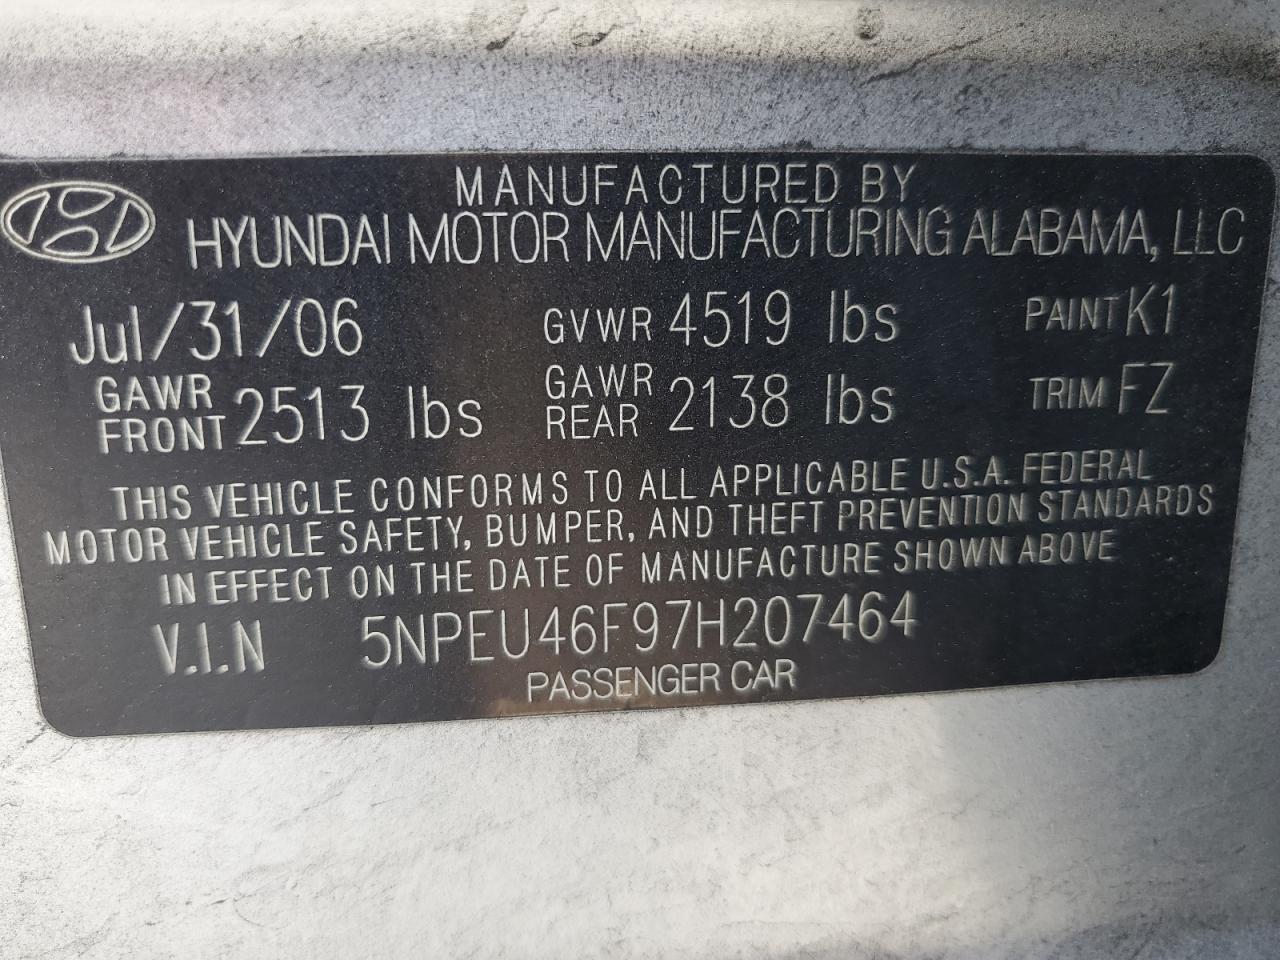 MANUFACTURED BY
HYUNDAI MOTOR MANUFACTURING ALABAMA, LLC
Jul/31/06 GVWR 4519 lbs PAINT K1
GAWR FRONT 2513 lbs GAWR REAR 2138 lbs TRIM FZ
THIS VEHICLE CONFORMS TO ALL APPLICABLE U.S.A. FEDERAL
MOTOR VEHICLE SAFETY, BUMPER, AND THEFT PREVENTION STANDARDS
IN EFFECT ON THE DATE OF MANUFACTURE SHOWN ABOVE
V.I.N 5NPEU46F97H207464
PASSENGER CAR